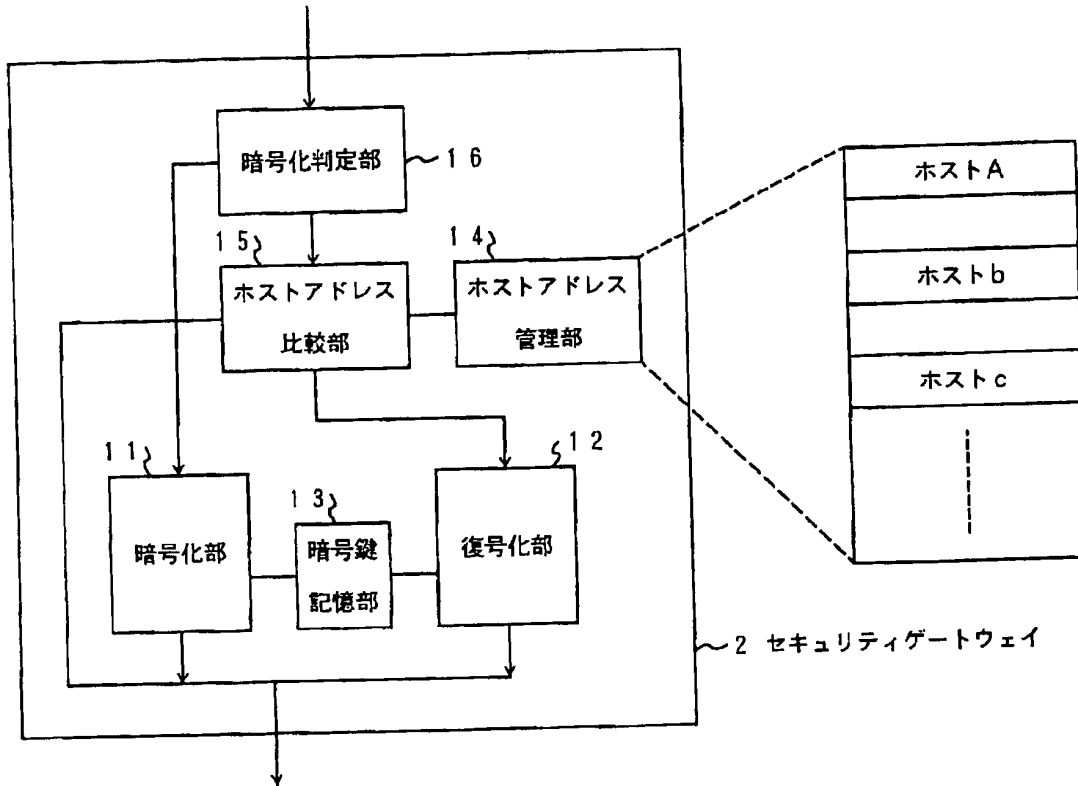 暗号化判定部
16
ホストA
15
14
ホストアドレス
比較部
ホストアドレス
管理部
ホストb
ホストc
11
12
13
暗号化部
暗号鍵
記憶部
復号化部
2 セキュリティゲートウェイ